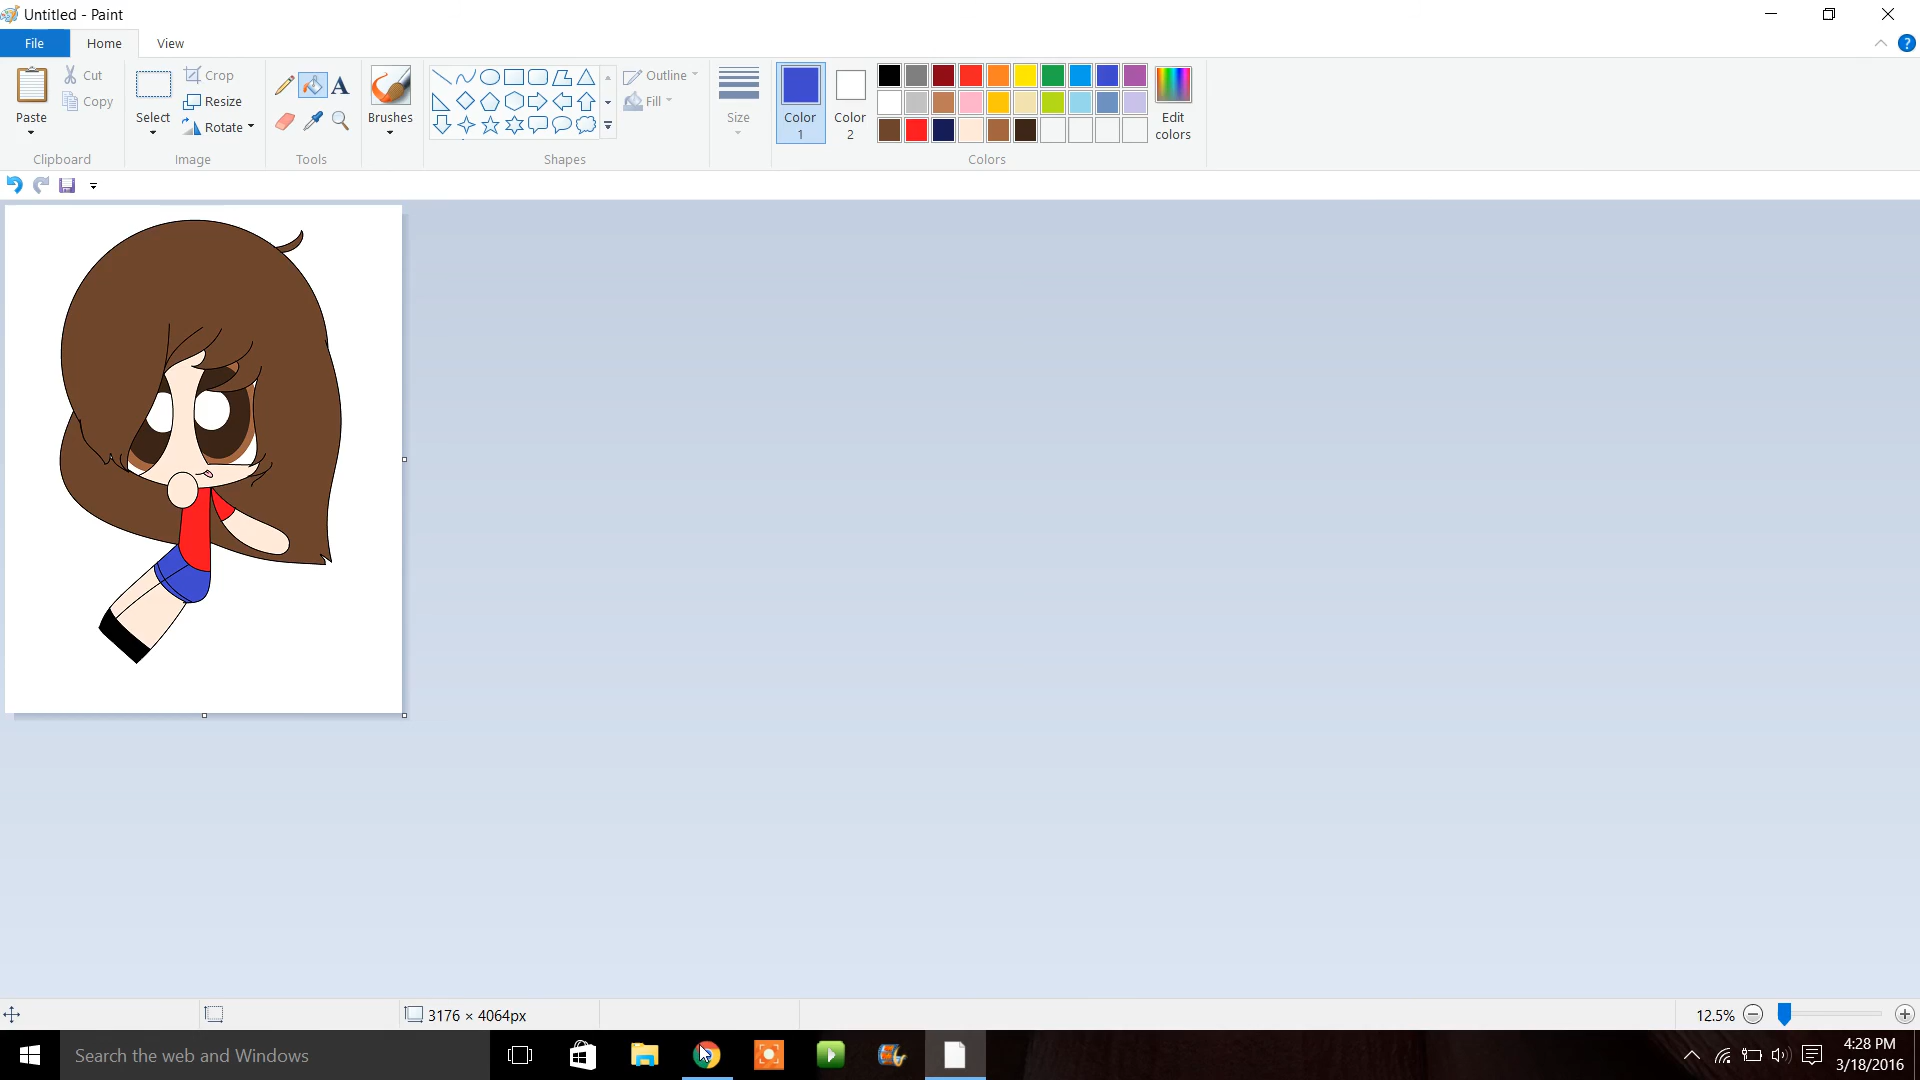 Untitled - Paint
File Home View
Paste Cut Copy
Clipboard
Select Crop Resize Rotate
Image
A
Tools
Brushes
Outline Fill
Shapes
Size
Color 1
Color 2
Edit colors
Colors
?
3176 × 4064px
12.5%
Search the web and Windows
4:28 PM
3/18/2016